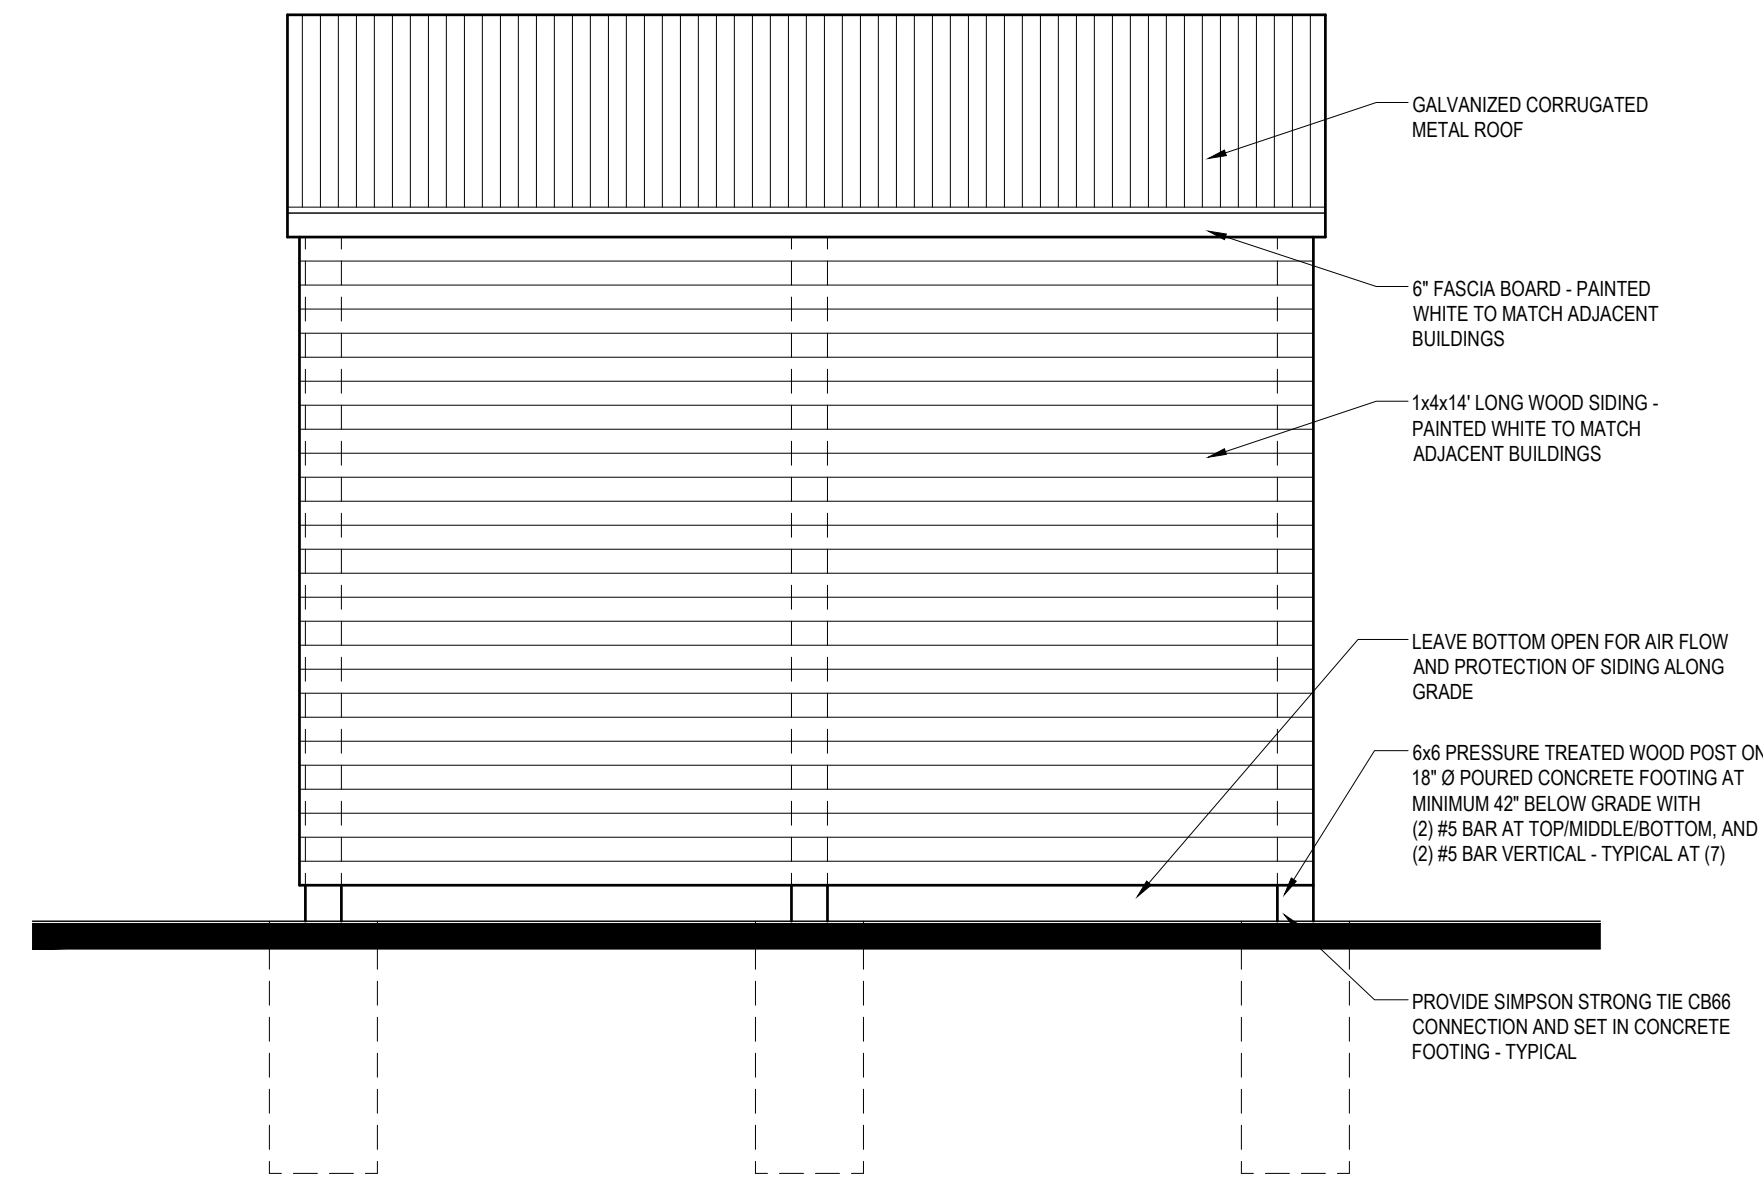 GALVANIZED CORRUGATED
METAL ROOF
6" FASCIA BOARD - PAINTED
WHITE TO MATCH ADJACENT
BUILDINGS
1x4x14' LONG WOOD SIDING -
PAINTED WHITE TO MATCH
ADJACENT BUILDINGS
LEAVE BOTTOM OPEN FOR AIR FLOW
AND PROTECTION OF SIDING ALONG
GRADE
6x6 PRESSURE TREATED WOOD POST ON
18" Ø POURED CONCRETE FOOTING AT
MINIMUM 42" BELOW GRADE WITH
(2) #5 BAR AT TOP/MIDDLE/BOTTOM, AND
(2) #5 BAR VERTICAL - TYPICAL AT (7)
PROVIDE SIMPSON STRONG TIE CB66
CONNECTION AND SET IN CONCRETE
FOOTING - TYPICAL